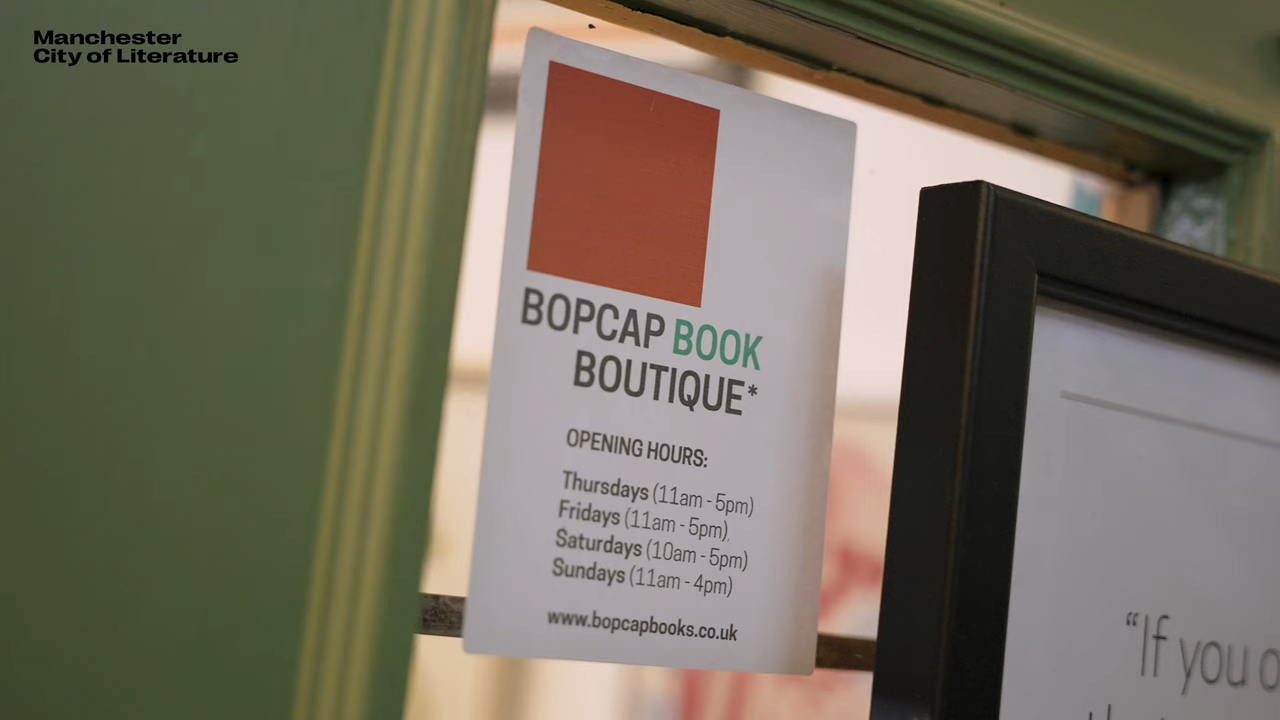 Manchester
City of Literature
BOPCAP BOOK
BOUTIQUE*
OPENING HOURS:
Thursdays (11am - 5pm)
Fridays (11am - 5pm),
Saturdays (10am - 5pm)
Sundays (11am - 4pm)
www.bopcapbooks.co.uk
“If you